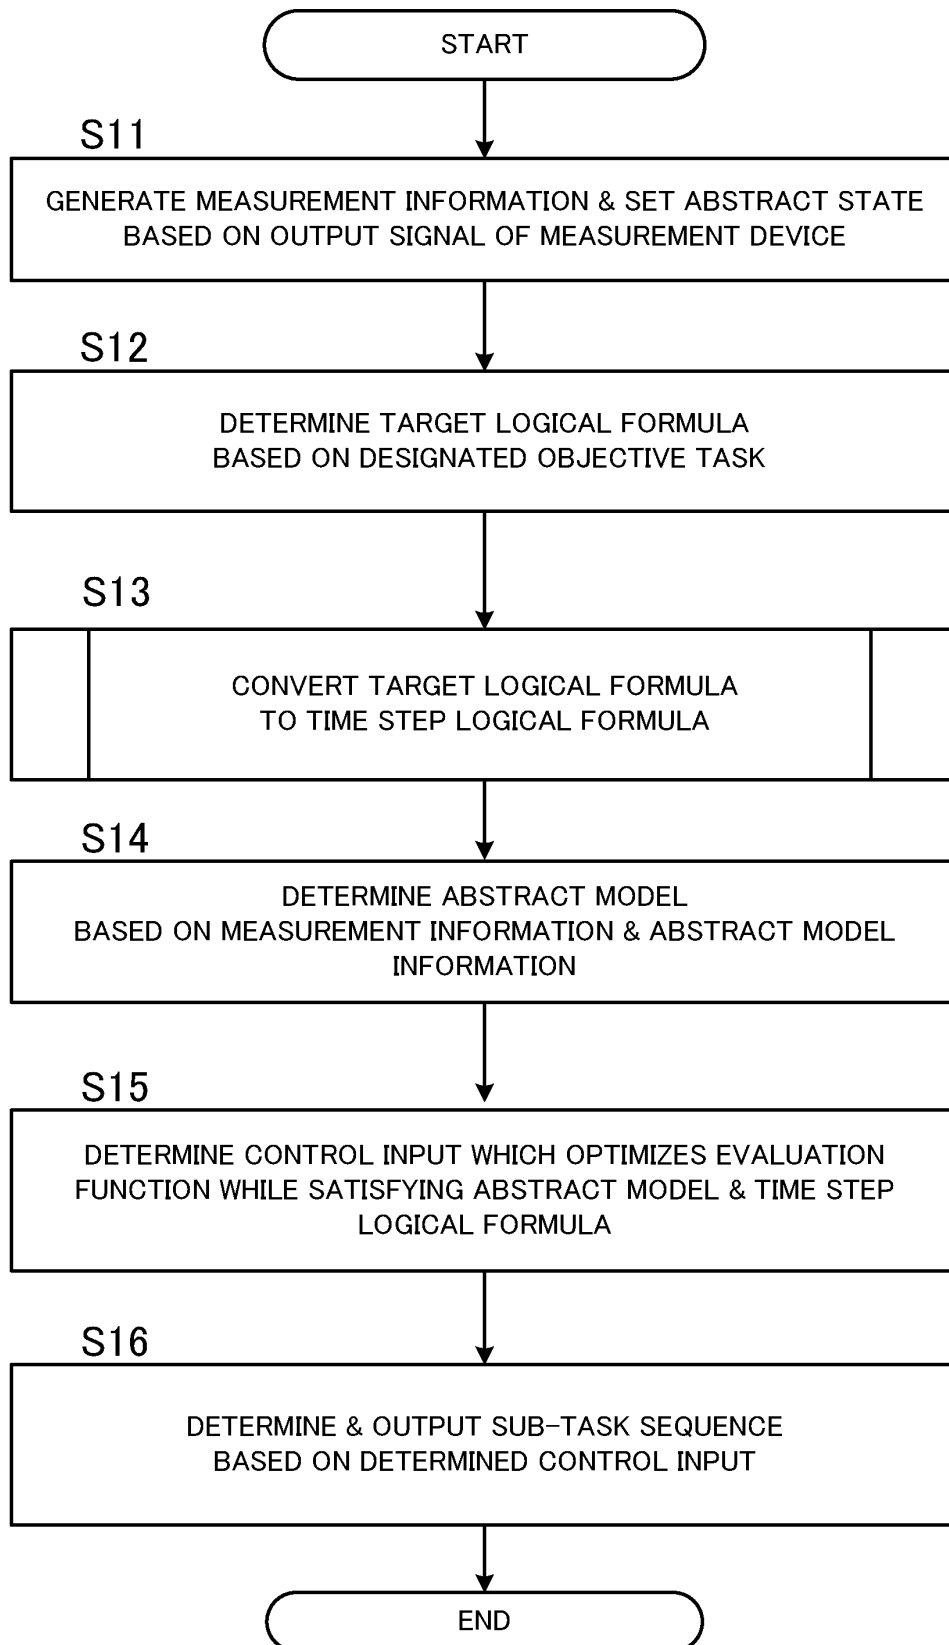 START
S11
GENERATE MEASUREMENT INFORMATION & SET ABSTRACT STATE
BASED ON OUTPUT SIGNAL OF MEASUREMENT DEVICE
S12
DETERMINE TARGET LOGICAL FORMULA
BASED ON DESIGNATED OBJECTIVE TASK
S13
CONVERT TARGET LOGICAL FORMULA
TO TIME STEP LOGICAL FORMULA
S14
DETERMINE ABSTRACT MODEL
BASED ON MEASUREMENT INFORMATION & ABSTRACT MODEL
INFORMATION
S15
DETERMINE CONTROL INPUT WHICH OPTIMIZES EVALUATION
FUNCTION WHILE SATISFYING ABSTRACT MODEL & TIME STEP
LOGICAL FORMULA
S16
DETERMINE & OUTPUT SUB-TASK SEQUENCE
BASED ON DETERMINED CONTROL INPUT
END